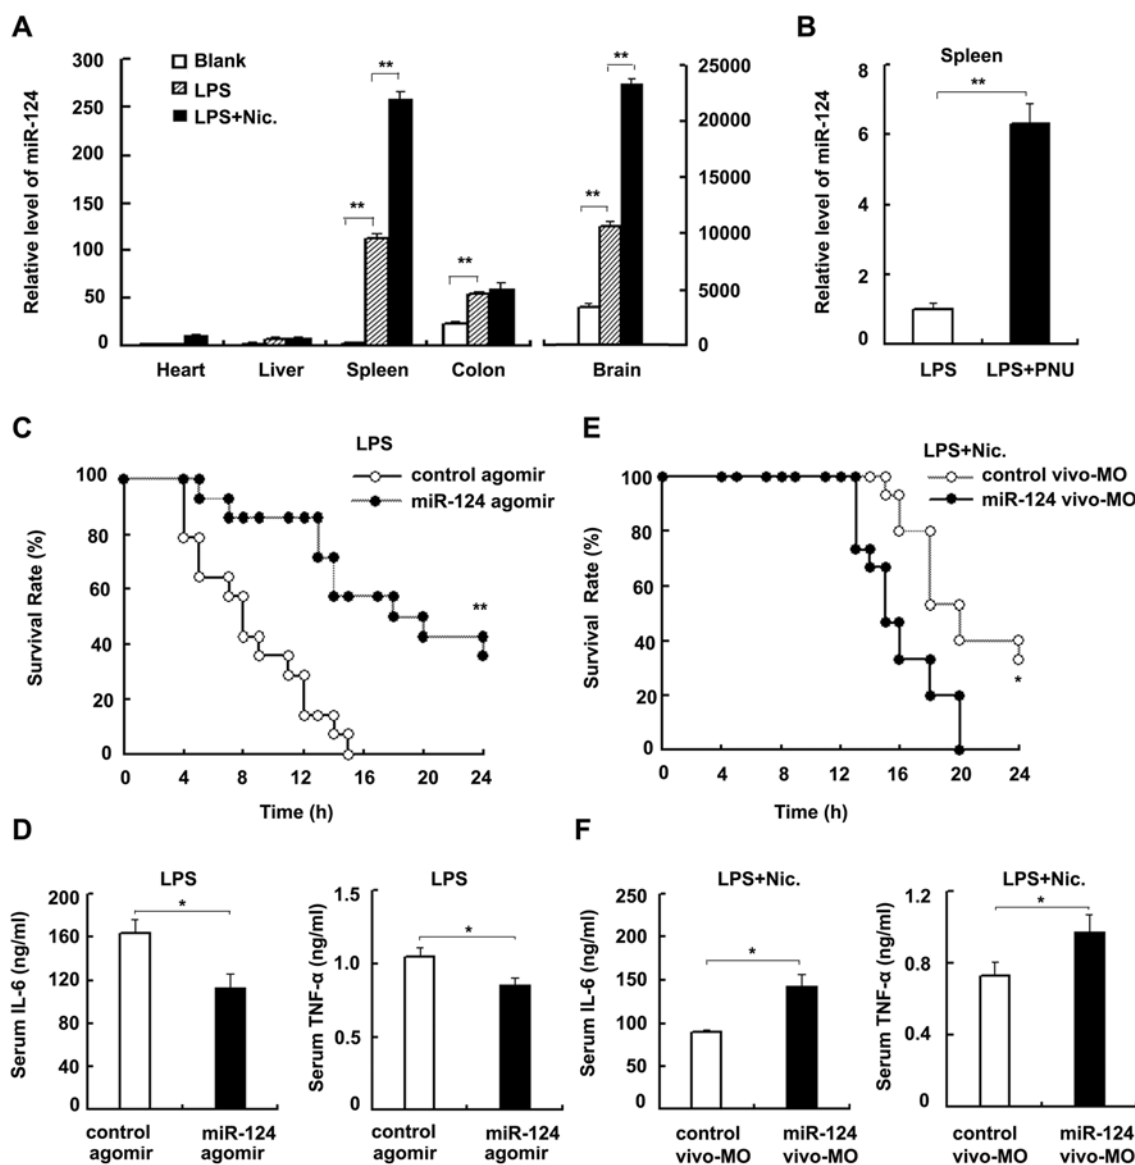 A
Blank
LPS
LPS+Nic.
Relative level of miR-124
300
250
200
150
100
50
0
** ** ** ** **
25000
20000
15000
10000
5000
0
Heart Liver Spleen Colon Brain
B
Spleen
**
Relative level of miR-124
8
6
4
2
0
LPS LPS+PNU
C
LPS
control agomir
miR-124 agomir
Survival Rate (%)
100
80
60
40
20
0
**
0 4 8 12 16 20 24
Time (h)
E
LPS+Nic.
control vivo-MO
miR-124 vivo-MO
Survival Rate (%)
100
80
60
40
20
0
*
0 4 8 12 16 20 24
Time (h)
D
LPS
*
Serum IL-6 (ng/ml)
200
160
120
80
40
0
control agomir
miR-124 agomir
LPS
*
Serum TNF-α (ng/ml)
1.5
1.0
0.5
0
control agomir
miR-124 agomir
F
LPS+Nic.
*
Serum IL-6 (ng/ml)
250
200
150
100
50
0
control vivo-MO
miR-124 vivo-MO
LPS+Nic.
*
Serum TNF-α (ng/ml)
1.2
0.8
0.4
0
control vivo-MO
miR-124 vivo-MO